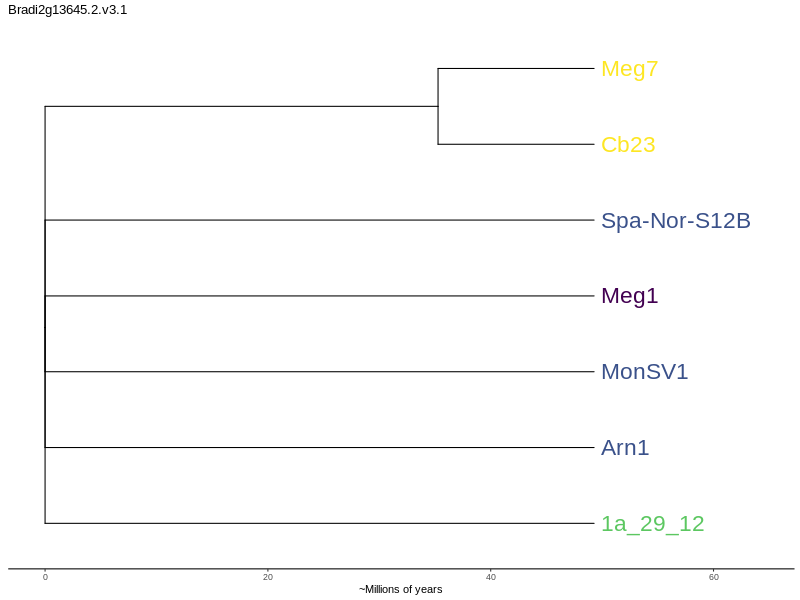 Bradi2g13645.2.v3.1
Meg7
Cb23
Spa-Nor-S12B
Meg1
MonSV1
Arn1
1a_29_12
0 20 40 60
~Millions of years